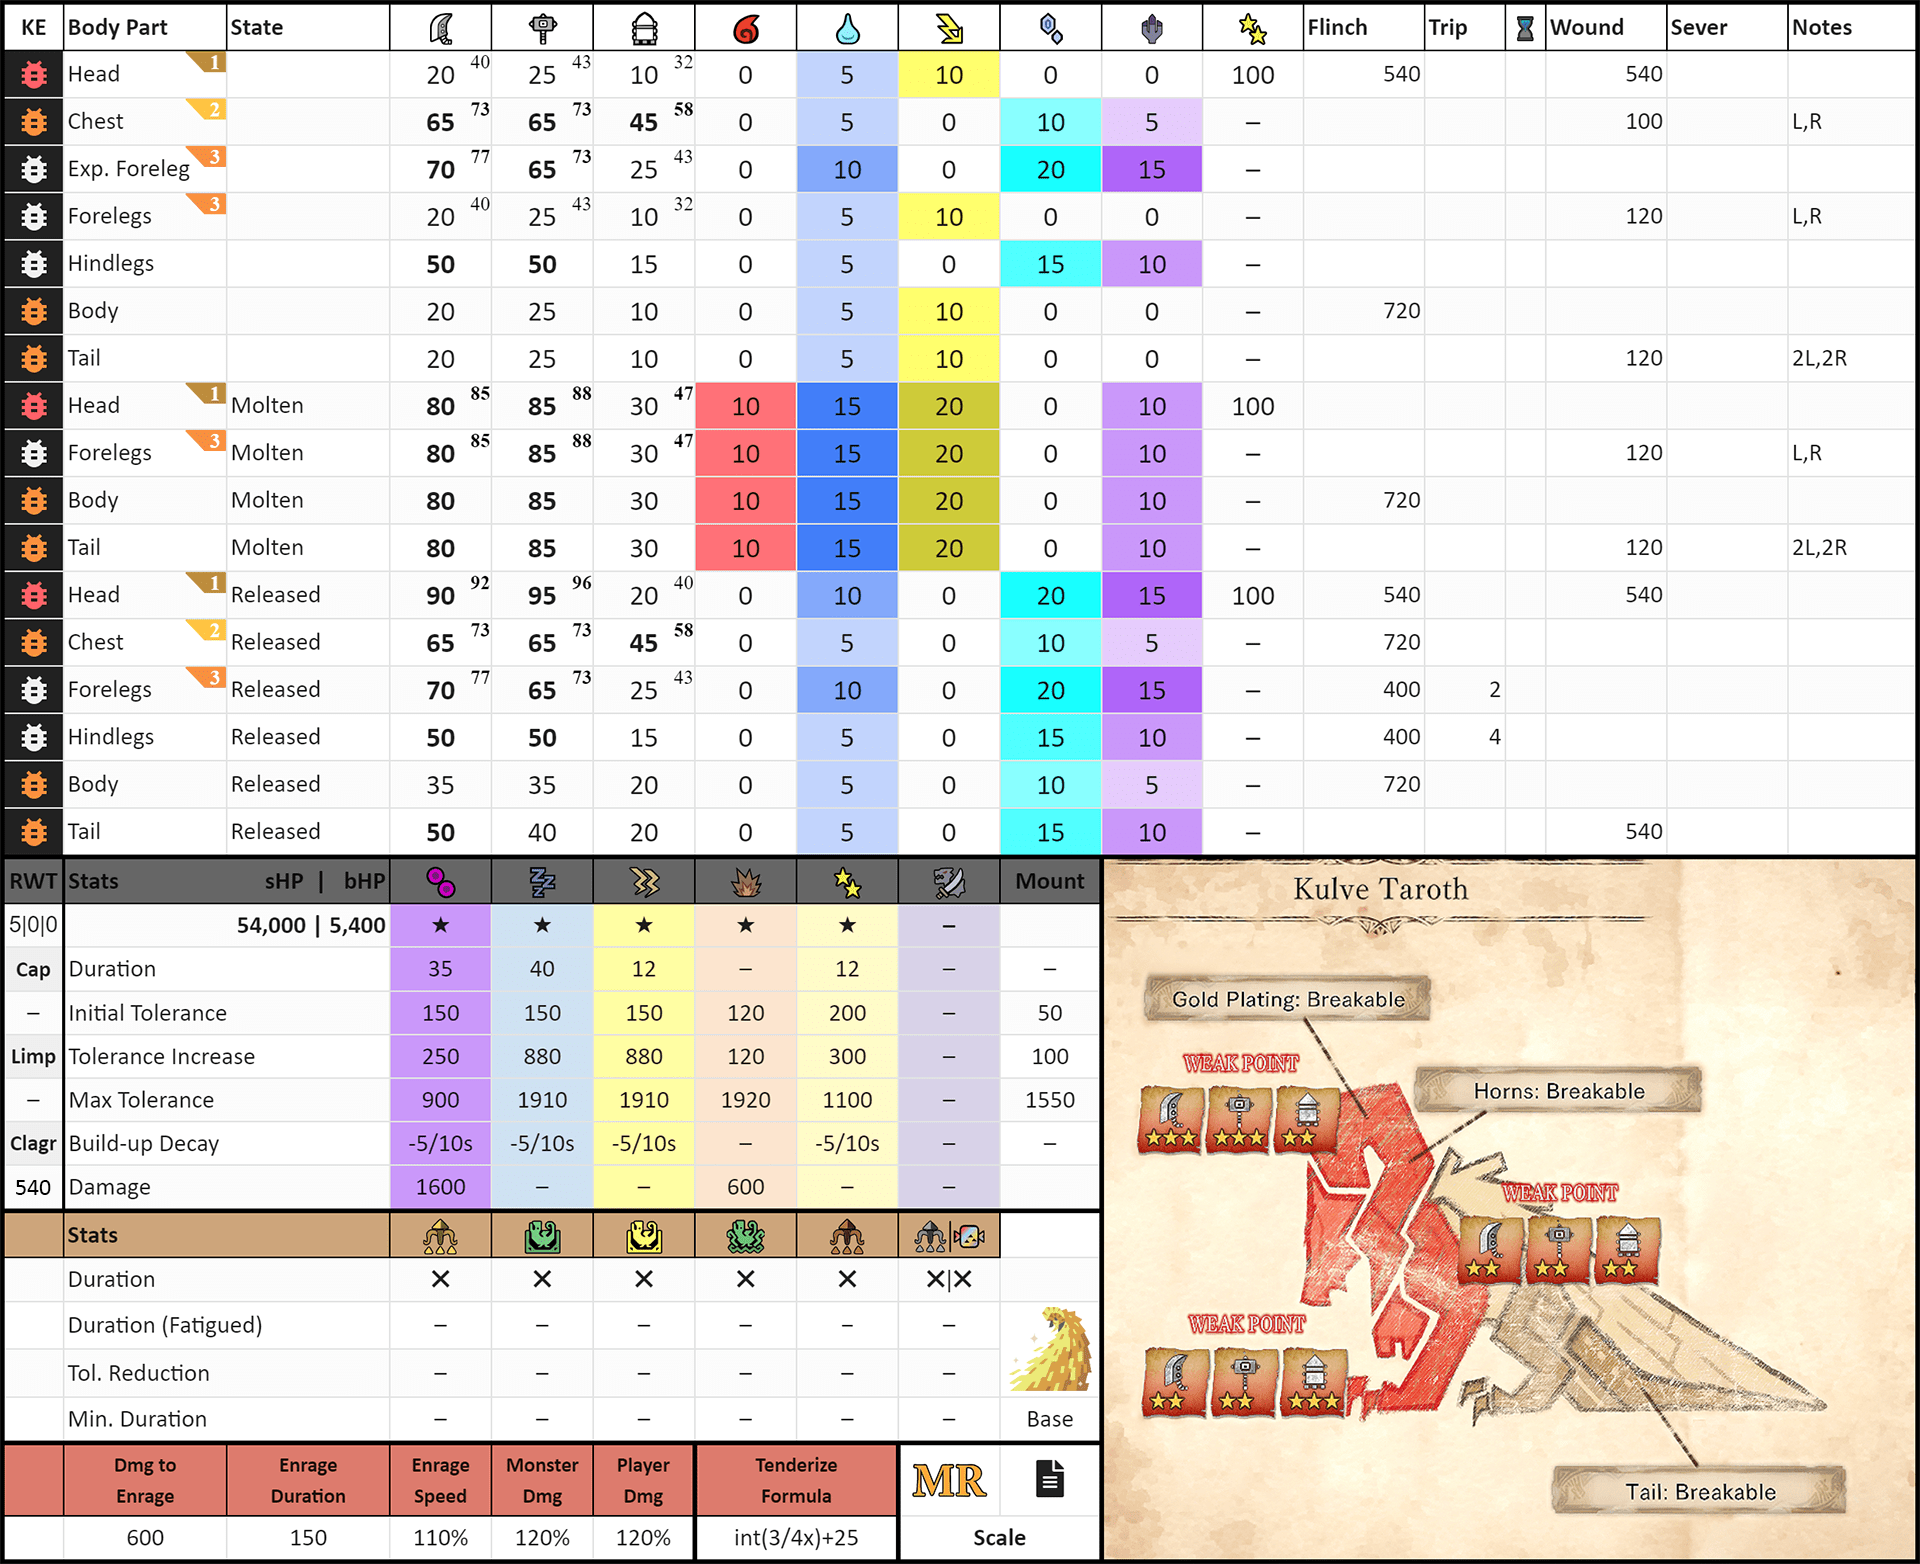 KE Body Part State Flinch Trip Wound Sever Notes
Head 1 20 40 25 43 10 32 0 5 10 0 0 100 540 540
Chest 2 65 73 65 73 45 58 0 5 0 10 5 – 100 L,R
Exp. Foreleg 3 70 77 65 73 25 43 0 10 0 20 15 –
Forelegs 3 20 40 25 43 10 32 0 5 10 0 0 – 120 L,R
Hindlegs 50 50 15 0 5 0 15 10 –
Body 20 25 10 0 5 10 0 0 – 720
Tail 20 25 10 0 5 10 0 0 – 120 2L,2R
Head 1 Molten 80 85 85 88 30 47 10 15 20 0 10 100
Forelegs 3 Molten 80 85 85 88 30 47 10 15 20 0 10 – 120 L,R
Body Molten 80 85 30 10 15 20 0 10 – 720
Tail Molten 80 85 30 10 15 20 0 10 – 120 2L,2R
Head 1 Released 90 92 95 96 20 40 0 10 0 20 15 100 540 540
Chest 2 Released 65 73 65 73 45 58 0 5 0 10 5 – 720
Forelegs 3 Released 70 77 65 73 25 43 0 10 0 20 15 – 400 2
Hindlegs Released 50 50 15 0 5 0 15 10 – 400 4
Body Released 35 35 20 0 5 0 10 5 – 720
Tail Released 50 40 20 0 5 0 15 10 – 540
RWT Stats sHP | bHP Mount
5|0|0 54,000 | 5,400 ★ ★ ★ ★ ★ –
Cap Duration 35 40 12 – 12 – –
– Initial Tolerance 150 150 150 120 200 – 50
Limp Tolerance Increase 250 880 880 120 300 – 100
– Max Tolerance 900 1910 1910 1920 1100 – 1550
Clagr Build-up Decay -5/10s -5/10s -5/10s – -5/10s – –
540 Damage 1600 – – 600 – –
Stats
Duration ✕ ✕ ✕ ✕ ✕ ✕|✕
Duration (Fatigued) – – – – – –
Tol. Reduction – – – – – –
Min. Duration – – – – – – Base
Dmg to Enrage Enrage Duration Enrage Speed Monster Dmg Player Dmg Tenderize Formula MR
600 150 110% 120% 120% int(3/4x)+25 Scale
Kulve Taroth
Gold Plating: Breakable
WEAK POINT
Horns: Breakable
WEAK POINT
WEAK POINT
Tail: Breakable